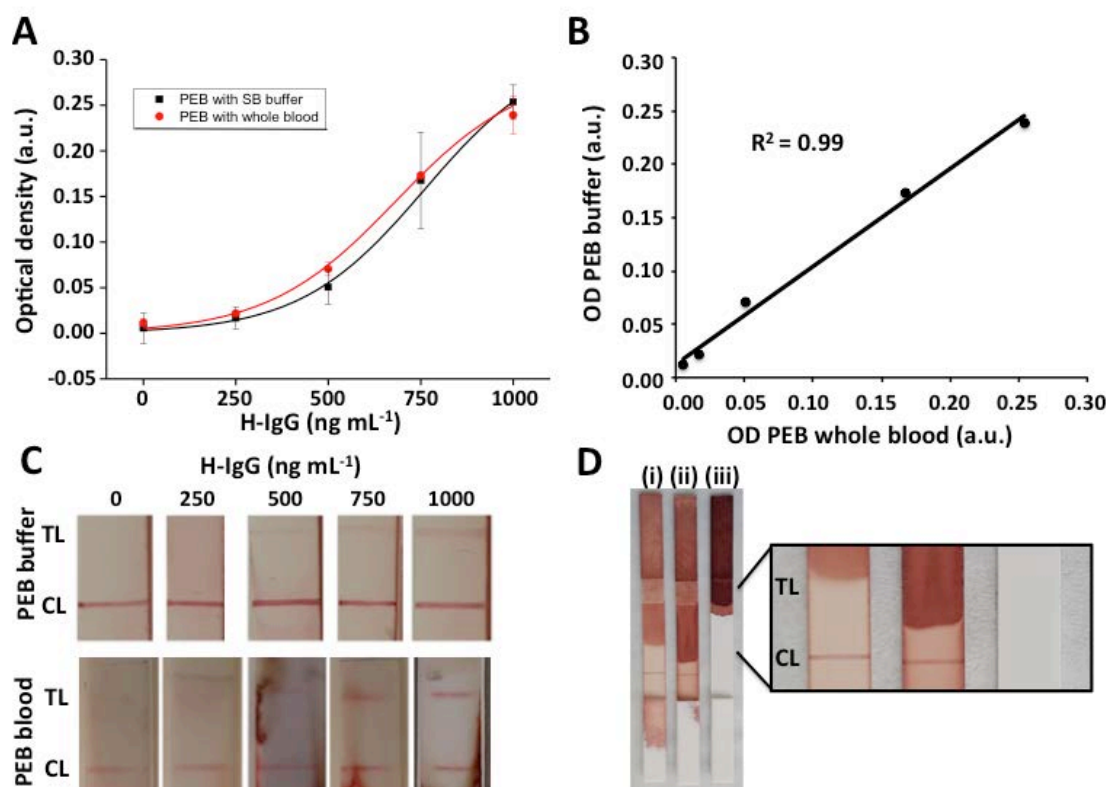 A
0.30
0.25
0.20
0.15
0.10
0.05
0.00
-0.05
Optical density (a.u.)
PEB with SB buffer
PEB with whole blood
0 250 500 750 1000
H-IgG (ng mL⁻¹)
B
0.30
0.25
0.20
0.15
0.10
0.05
0.00
OD PEB buffer (a.u.)
R² = 0.99
0.00 0.05 0.10 0.15 0.20 0.25 0.30
OD PEB whole blood (a.u.)
C
H-IgG (ng mL⁻¹)
0 250 500 750 1000
PEB buffer
TL
CL
PEB blood
TL
CL
D
(i) (ii) (iii)
TL
CL